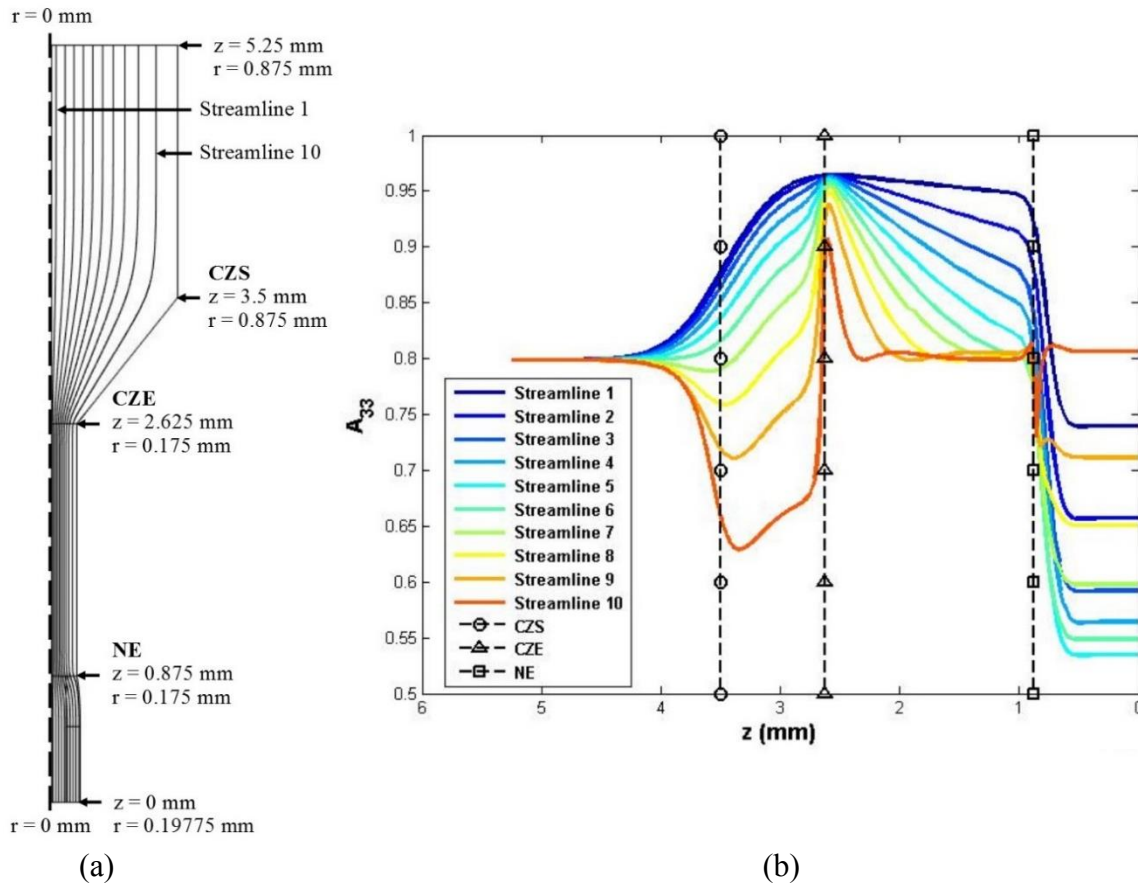 r = 0 mm
z = 5.25 mm
r = 0.875 mm
Streamline 1
Streamline 10
CZS
z = 3.5 mm
r = 0.875 mm
CZE
z = 2.625 mm
r = 0.175 mm
NE
z = 0.875 mm
r = 0.175 mm
z = 0 mm
r = 0 mm
r = 0.19775 mm
(a)
1
0.95
0.9
0.85
0.8
0.75
0.7
0.65
0.6
0.55
0.5
A33
Streamline 1
Streamline 2
Streamline 3
Streamline 4
Streamline 5
Streamline 6
Streamline 7
Streamline 8
Streamline 9
Streamline 10
CZS
CZE
NE
6 5 4 3 2 1 0
z (mm)
(b)